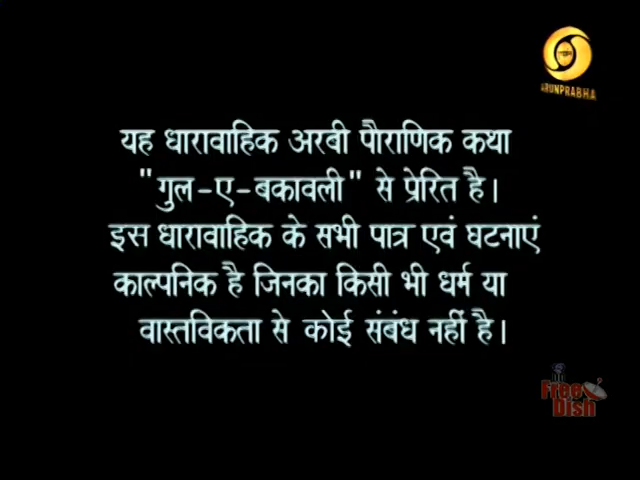 ARUNPRABHA
यह धारावाहिक अरबी पौराणिक कथा
"गुल-ए-बकावली" से प्रेरित है।
इस धारावाहिक के सभी पात्र एवं घटनाएं
काल्पनिक है जिनका किसी भी धर्म या
वास्तविकता से कोई संबंध नहीं है।
Free
Dish